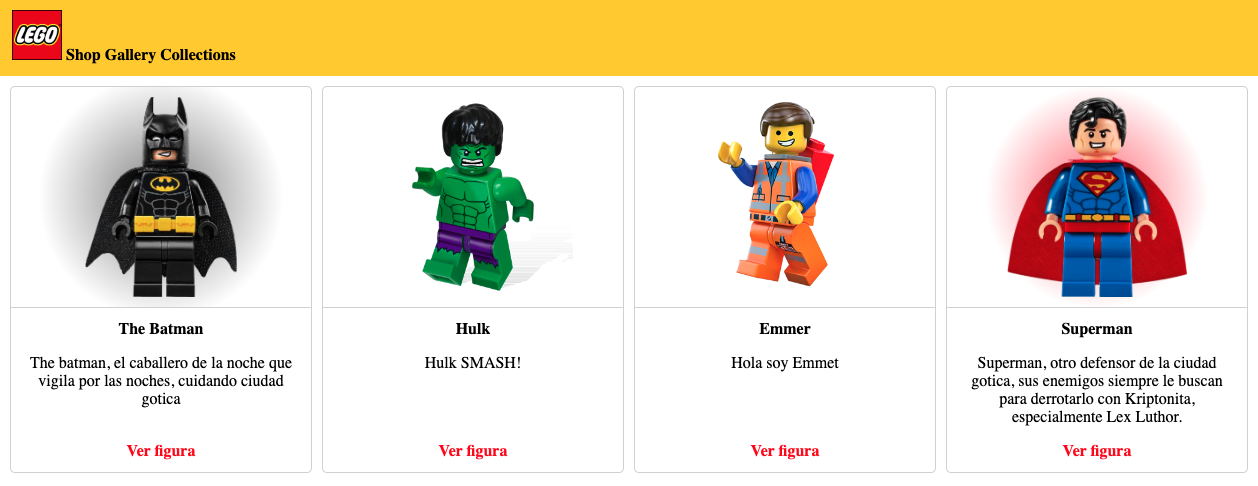 LEGO
Shop Gallery Collections
The Batman
The batman, el caballero de la noche que
vigila por las noches, cuidando ciudad
gotica
Ver figura
Hulk
Hulk SMASH!
Ver figura
Emmer
Hola soy Emmet
Ver figura
Superman
Superman, otro defensor de la ciudad
gotica, sus enemigos siempre le buscan
para derrotarlo con Kriptonita,
especialmente Lex Luthor.
Ver figura